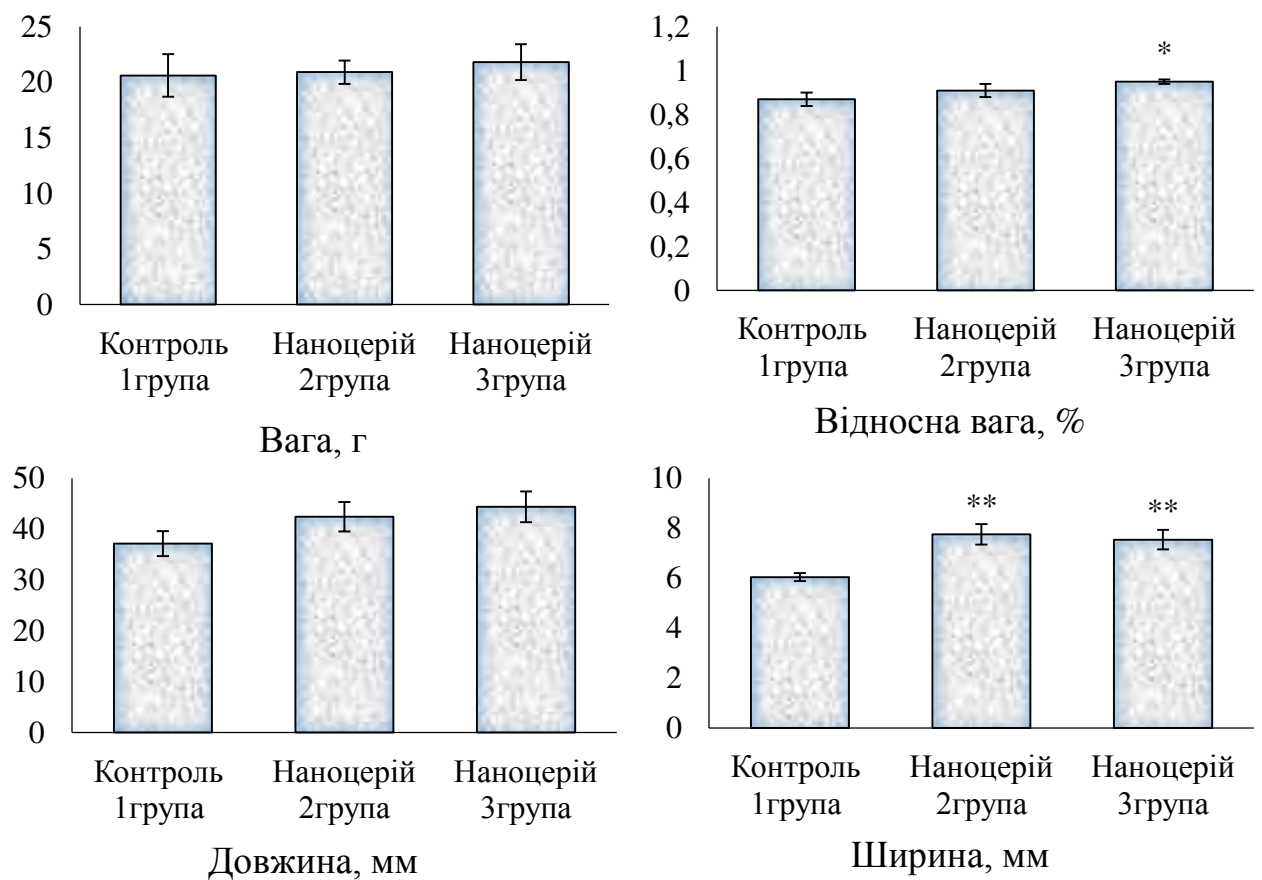 25
20
15
10
5
0
Контроль 1група
Наноцерій 2група
Наноцерій 3група
Вага, г
1,2
1
0,8
0,6
0,4
0,2
0
*
Контроль 1група
Наноцерій 2група
Наноцерій 3група
Відносна вага, %
50
40
30
20
10
0
Контроль 1група
Наноцерій 2група
Наноцерій 3група
Довжина, мм
10
8
6
4
2
0
**
**
Контроль 1група
Наноцерій 2група
Наноцерій 3група
Ширина, мм